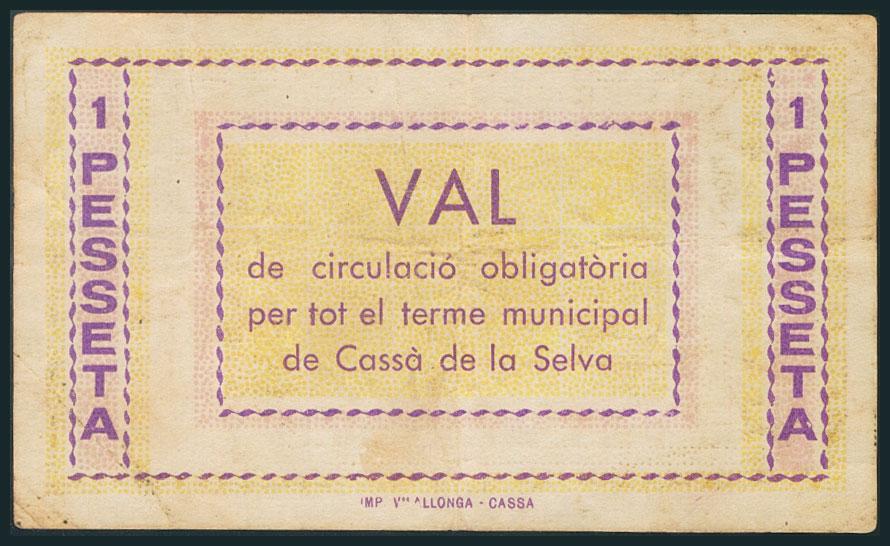 1 PESSETA
VAL
de circulació obligatòria
per tot el terme municipal
de Cassà de la Selva
1 PESSETA
IMP ALLONGA - CASSA